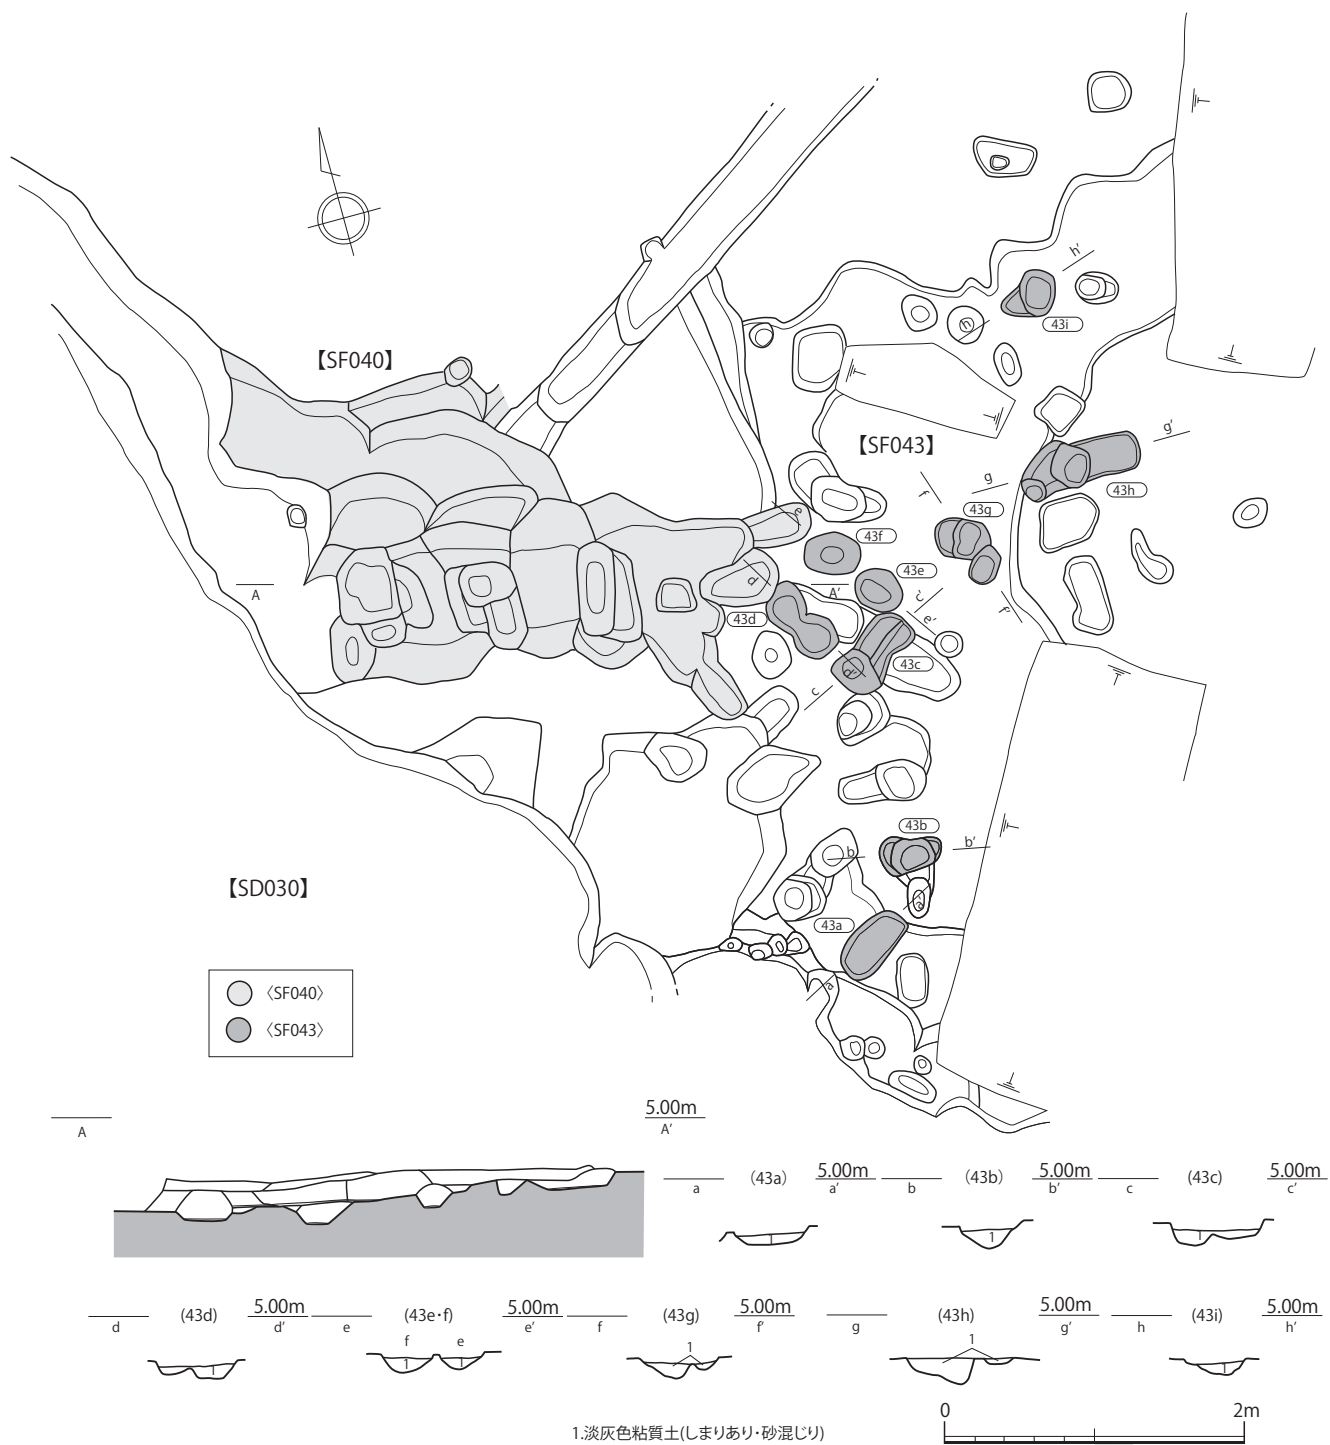 【SF040】
h'
h
43i
【SF043】
g'
g
f
43h
43g
e
43f
43e
d
A'
A
c'
e'
f'
43d
d'
43c
c
43b
b
b'
43a
a'
a
【SD030】
〈SF040〉
〈SF043〉
A
5.00m
A'
a
(43a)
5.00m
a'
b
(43b)
5.00m
b'
c
(43c)
5.00m
c'
1
1
1
d
(43d)
5.00m
d'
e
(43e・f)
5.00m
e'
f
(43g)
5.00m
f'
g
(43h)
5.00m
g'
h
(43i)
5.00m
h'
f
e
1
1
1
1
1
1
1.淡灰色粘質土(しまりあり・砂混じり)
0
2m